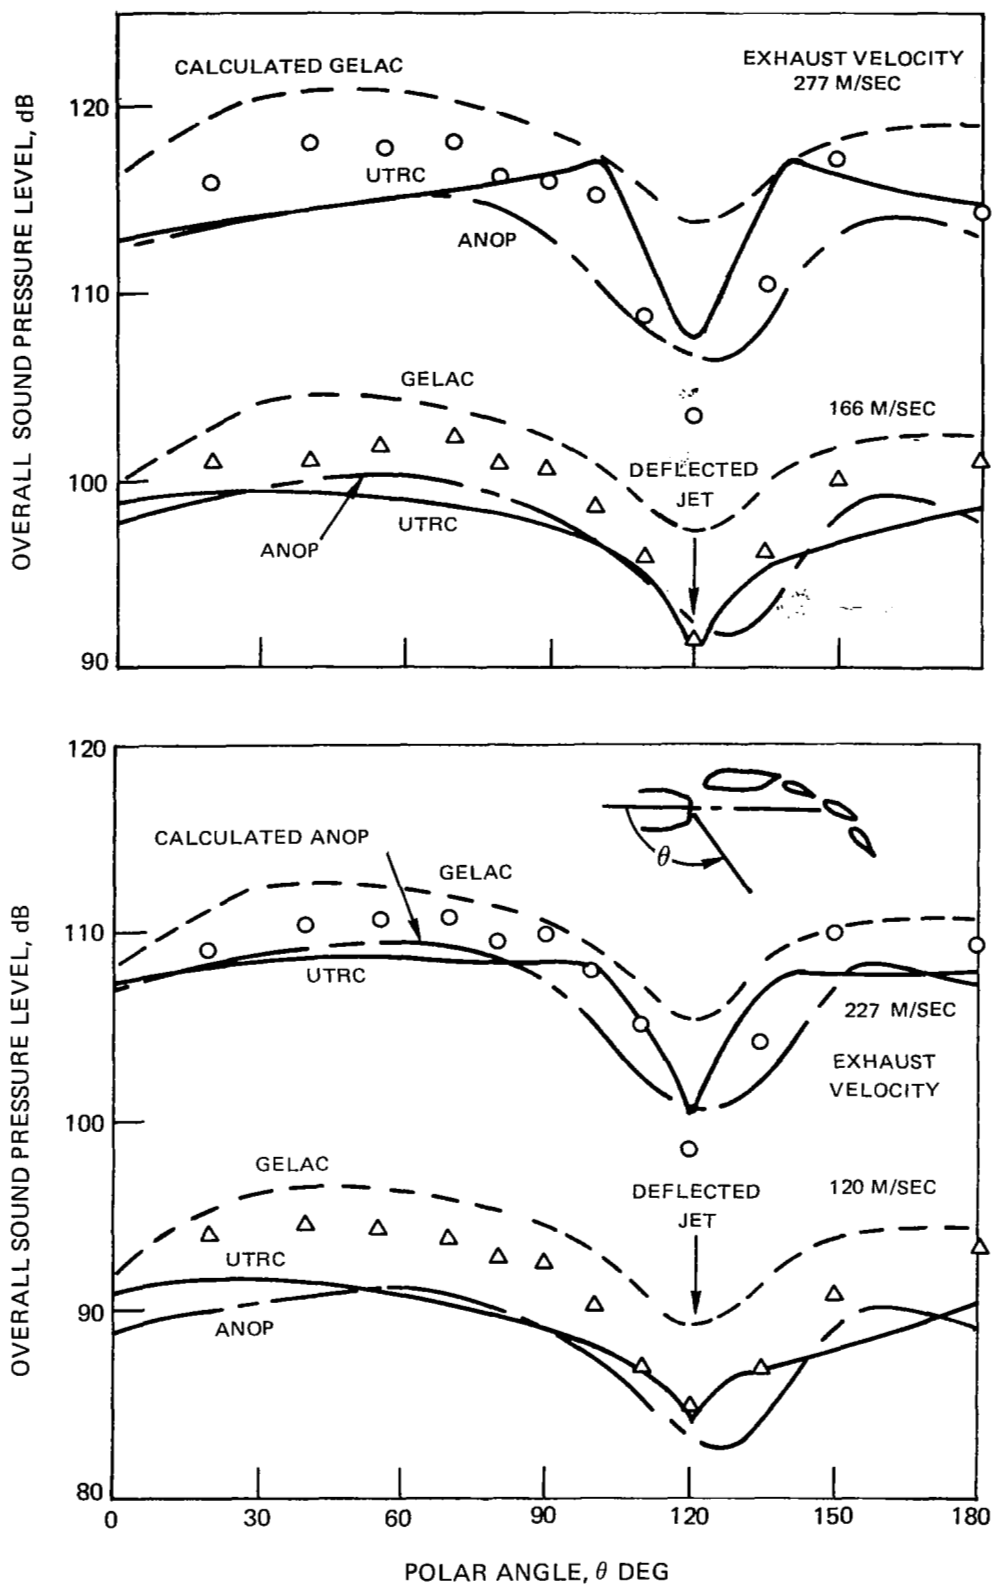 OVERALL SOUND PRESSURE LEVEL, dB
120
110
100
90
CALCULATED GELAC
EXHAUST VELOCITY
277 M/SEC
UTRC
ANOP
GELAC
166 M/SEC
DEFLECTED
JET
UTRC
ANOP
OVERALL SOUND PRESSURE LEVEL, dB
120
110
100
90
80
CALCULATED ANOP
GELAC
θ
UTRC
227 M/SEC
EXHAUST
VELOCITY
GELAC
120 M/SEC
DEFLECTED
JET
UTRC
ANOP
0 30 60 90 120 150 180
POLAR ANGLE, θ DEG